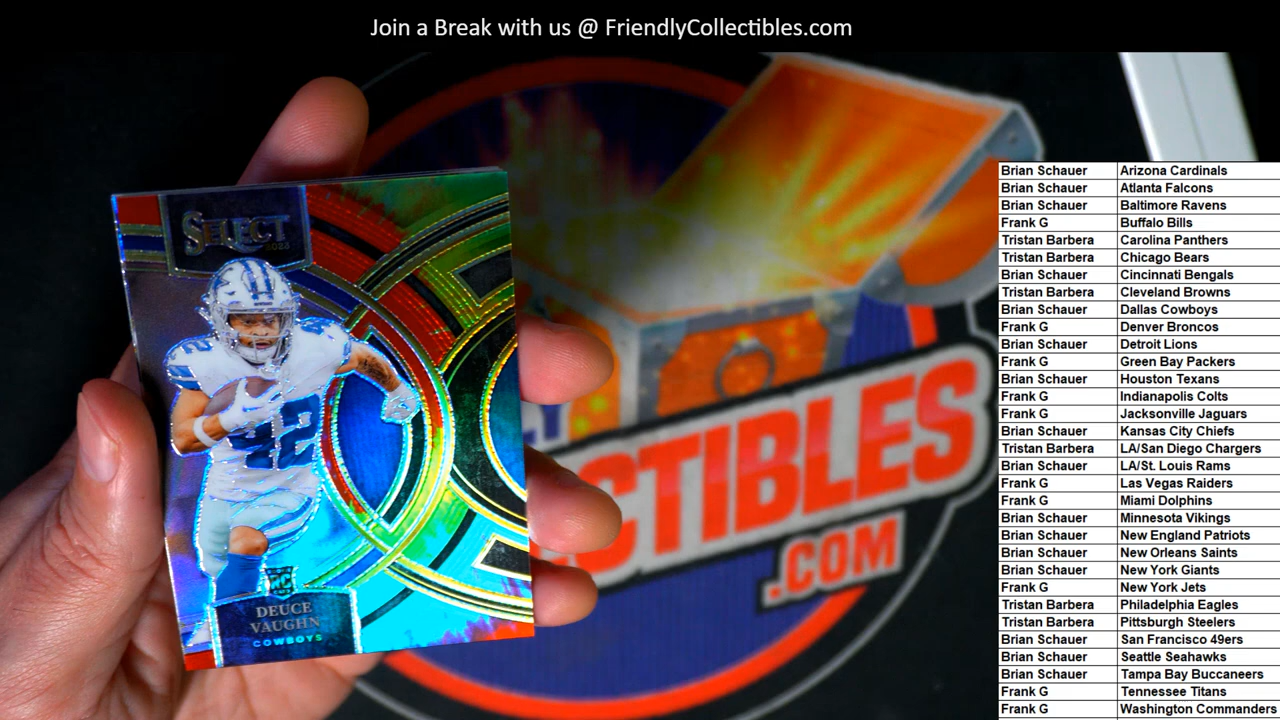 Join a Break with us @ FriendlyCollectibles.com
SELECT
2023
42
42
DEUCE
VAUGHN
COWBOYS
RC
LY
CTIBLES
.COM
Brian Schauer Arizona Cardinals
Brian Schauer Atlanta Falcons
Brian Schauer Baltimore Ravens
Frank G Buffalo Bills
Tristan Barbera Carolina Panthers
Tristan Barbera Chicago Bears
Brian Schauer Cincinnati Bengals
Tristan Barbera Cleveland Browns
Brian Schauer Dallas Cowboys
Frank G Denver Broncos
Brian Schauer Detroit Lions
Frank G Green Bay Packers
Brian Schauer Houston Texans
Frank G Indianapolis Colts
Frank G Jacksonville Jaguars
Brian Schauer Kansas City Chiefs
Tristan Barbera LA/San Diego Chargers
Brian Schauer LA/St. Louis Rams
Frank G Las Vegas Raiders
Frank G Miami Dolphins
Brian Schauer Minnesota Vikings
Brian Schauer New England Patriots
Brian Schauer New Orleans Saints
Brian Schauer New York Giants
Frank G New York Jets
Tristan Barbera Philadelphia Eagles
Tristan Barbera Pittsburgh Steelers
Brian Schauer San Francisco 49ers
Brian Schauer Seattle Seahawks
Brian Schauer Tampa Bay Buccaneers
Frank G Tennessee Titans
Frank G Washington Commanders